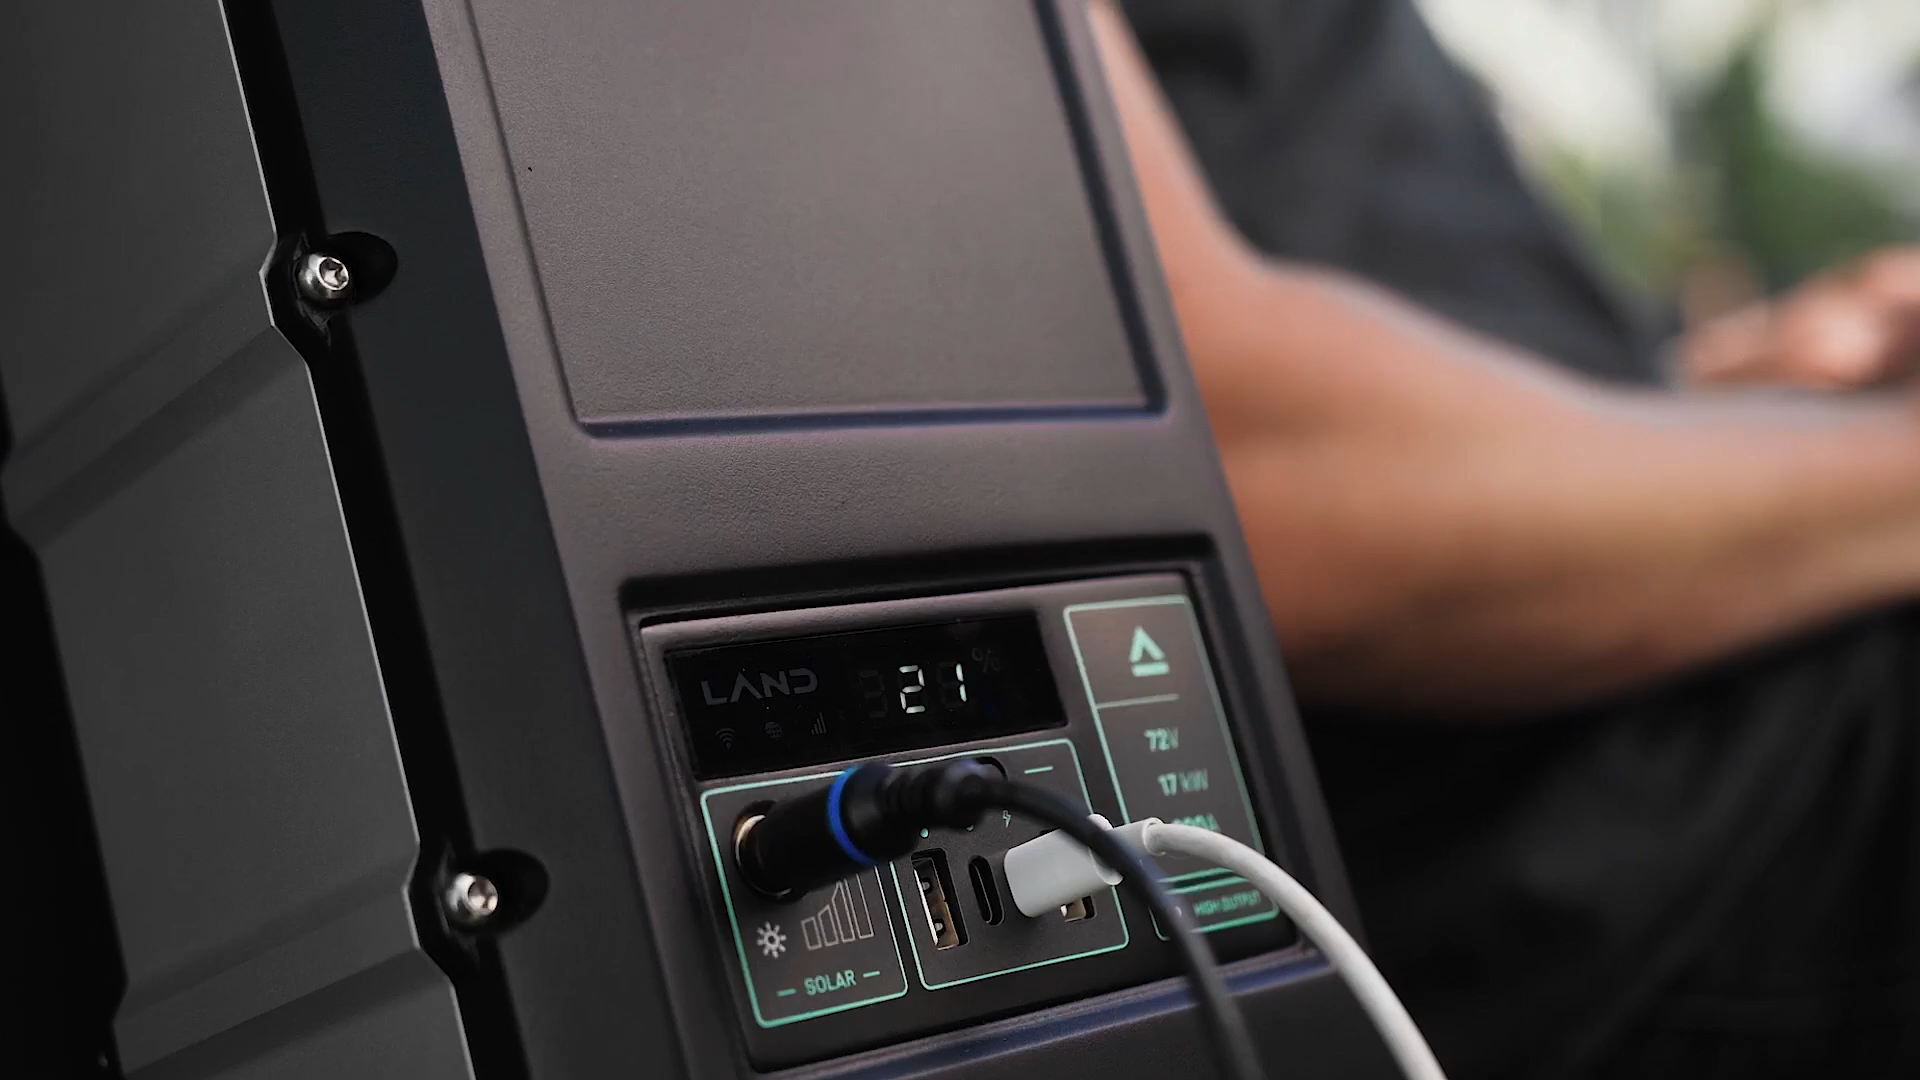 LAND
21 %
72V
17 kW
SOLAR
HIGH OUTPUT